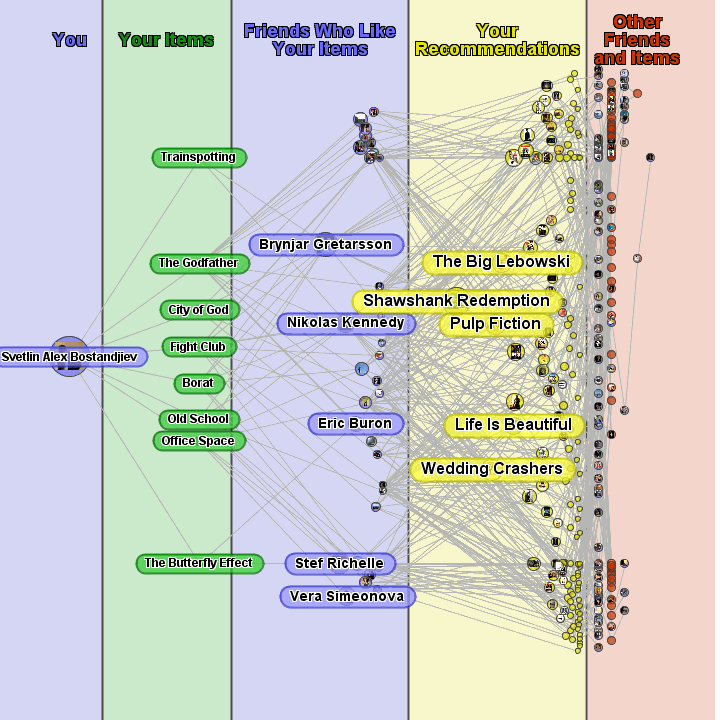 You
Your Items
Friends Who Like
Your Items
Your
Recommendations
Other
Friends
and Items
Svetlin Alex Bostandjiev
Trainspotting
The Godfather
City of God
Fight Club
Borat
Old School
Office Space
The Butterfly Effect
Brynjar Gretarsson
Nikolas Kennedy
Eric Buron
Stef Richelle
Vera Simeonova
The Big Lebowski
Shawshank Redemption
Pulp Fiction
Life Is Beautiful
Wedding Crashers